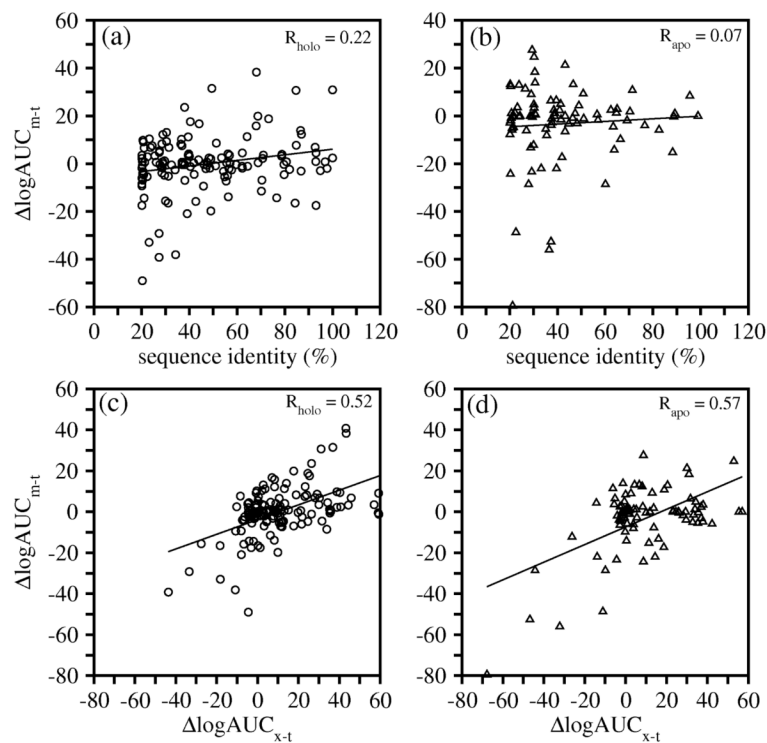 (a) R_holo = 0.22
60
40
20
0
-20
-40
-60
ΔlogAUC_m-t
0 20 40 60 80 100 120
sequence identity (%)
(b) R_apo = 0.07
40
20
0
-20
-40
-60
-80
0 20 40 60 80 100 120
sequence identity (%)
(c) R_holo = 0.52
60
40
20
0
-20
-40
-60
-80
ΔlogAUC_m-t
-80 -60 -40 -20 0 20 40 60
ΔlogAUC_x-t
(d) R_apo = 0.57
60
40
20
0
-20
-40
-60
-80
-80 -60 -40 -20 0 20 40 60
ΔlogAUC_x-t